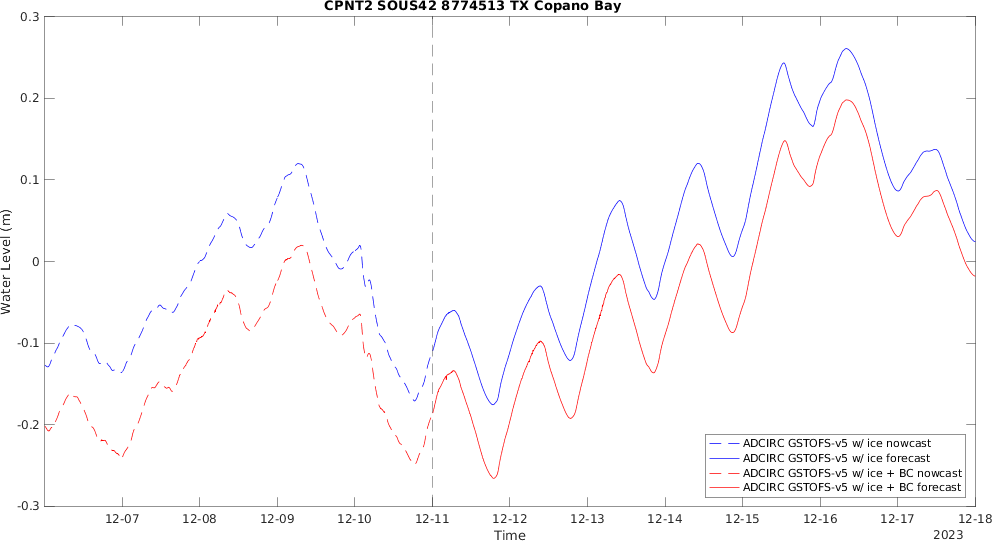 CPNT2 SOUS42 8774513 TX Copano Bay
0.3
0.2
0.1
0
-0.1
-0.2
-0.3
Water Level (m)
ADCIRC GSTOFS-v5 w/ ice nowcast
ADCIRC GSTOFS-v5 w/ ice forecast
ADCIRC GSTOFS-v5 w/ ice + BC nowcast
ADCIRC GSTOFS-v5 w/ ice + BC forecast
12-07 12-08 12-09 12-10 12-11 12-12 12-13 12-14 12-15 12-16 12-17 12-18
Time
2023